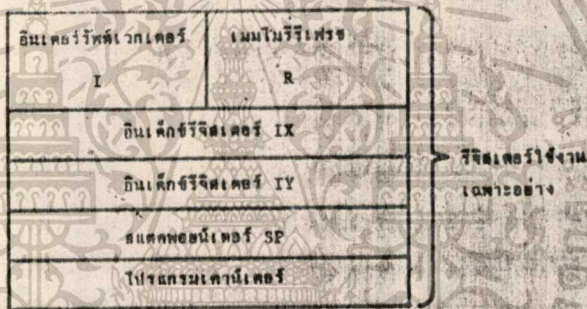 อินเตอร์รัพต์เวกเตอร์
I
เมมโมรีรีเฟรช
R
อินเด็กซ์รีจิสเตอร์ IX
อินเด็กซ์รีจิสเตอร์ IY
สแตคพอยน์เตอร์ SP
โปรแกรมเคาน์เตอร์
รีจิสเตอร์ใช้งาน
เฉพาะอย่าง